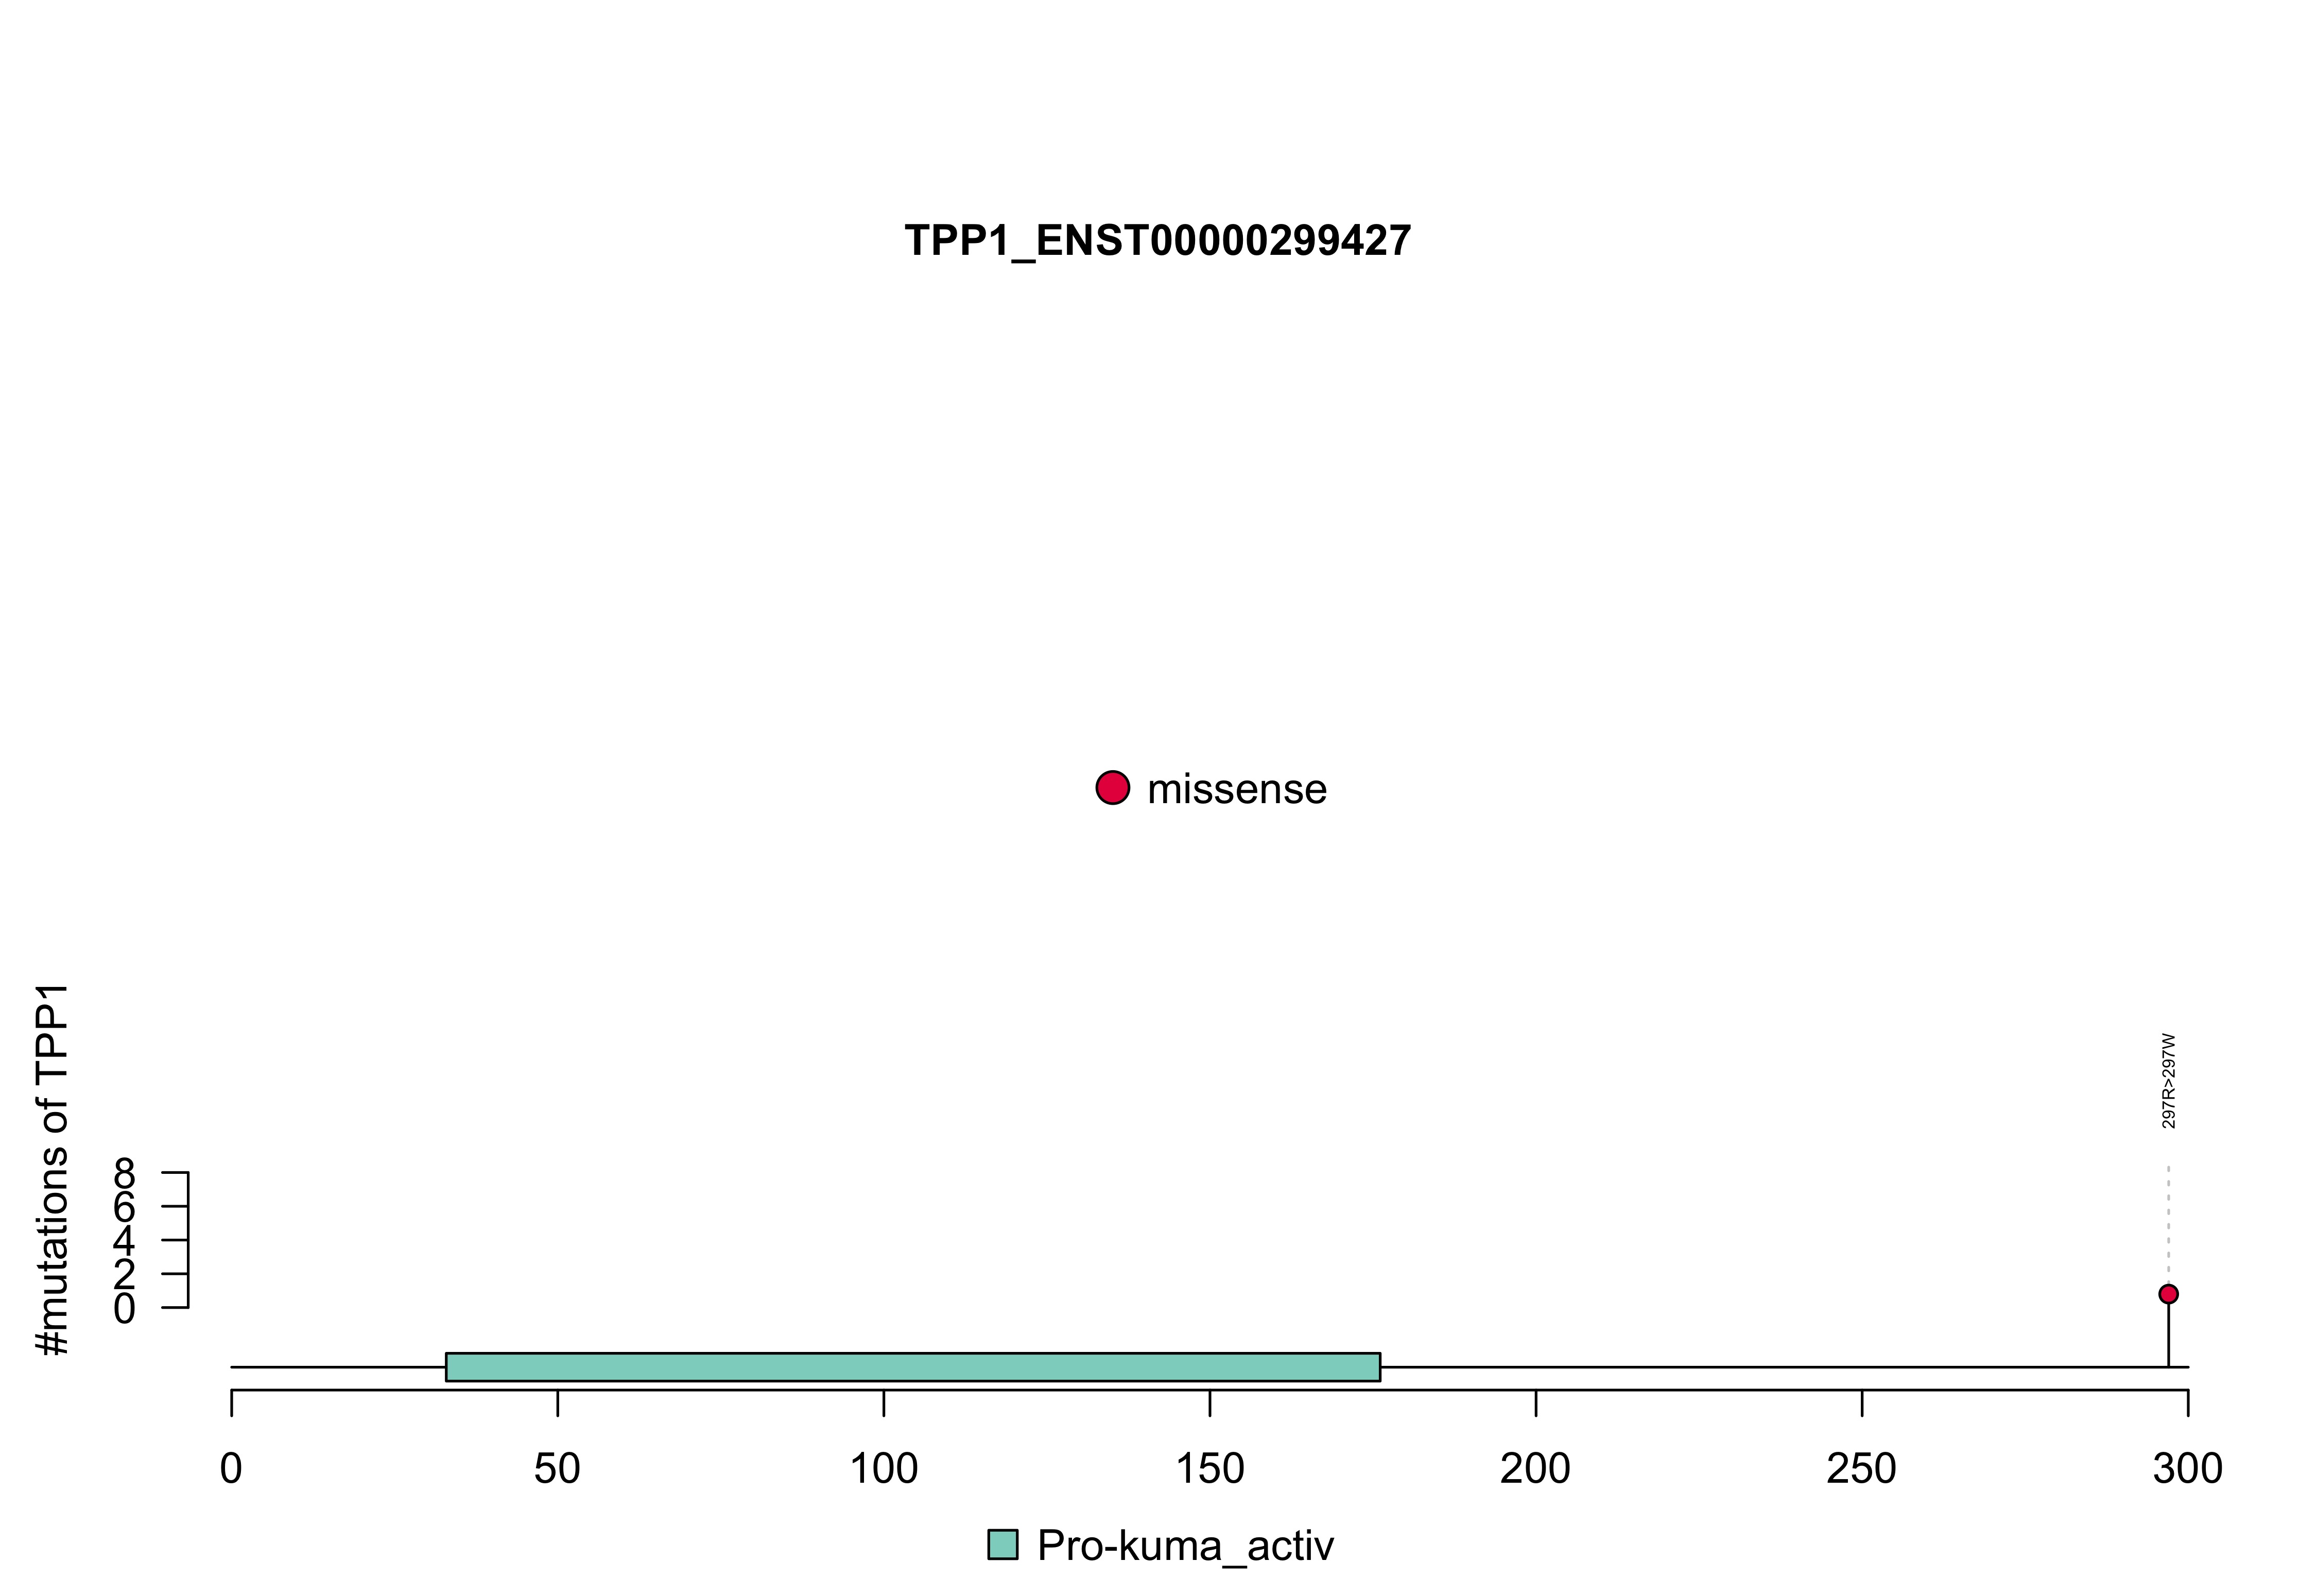 TPP1_ENST00000299427
missense
#mutations of TPP1
297R>297W
8
6
4
2
0
0 50 100 150 200 250 300
Pro-kuma_activ